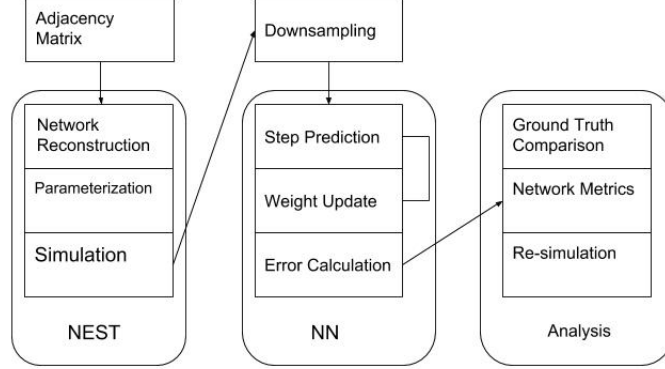 Adjacency
Matrix
Downsampling
Network
Reconstruction
Parameterization
Simulation
NEST
Step Prediction
Weight Update
Error Calculation
NN
Ground Truth
Comparison
Network Metrics
Re-simulation
Analysis